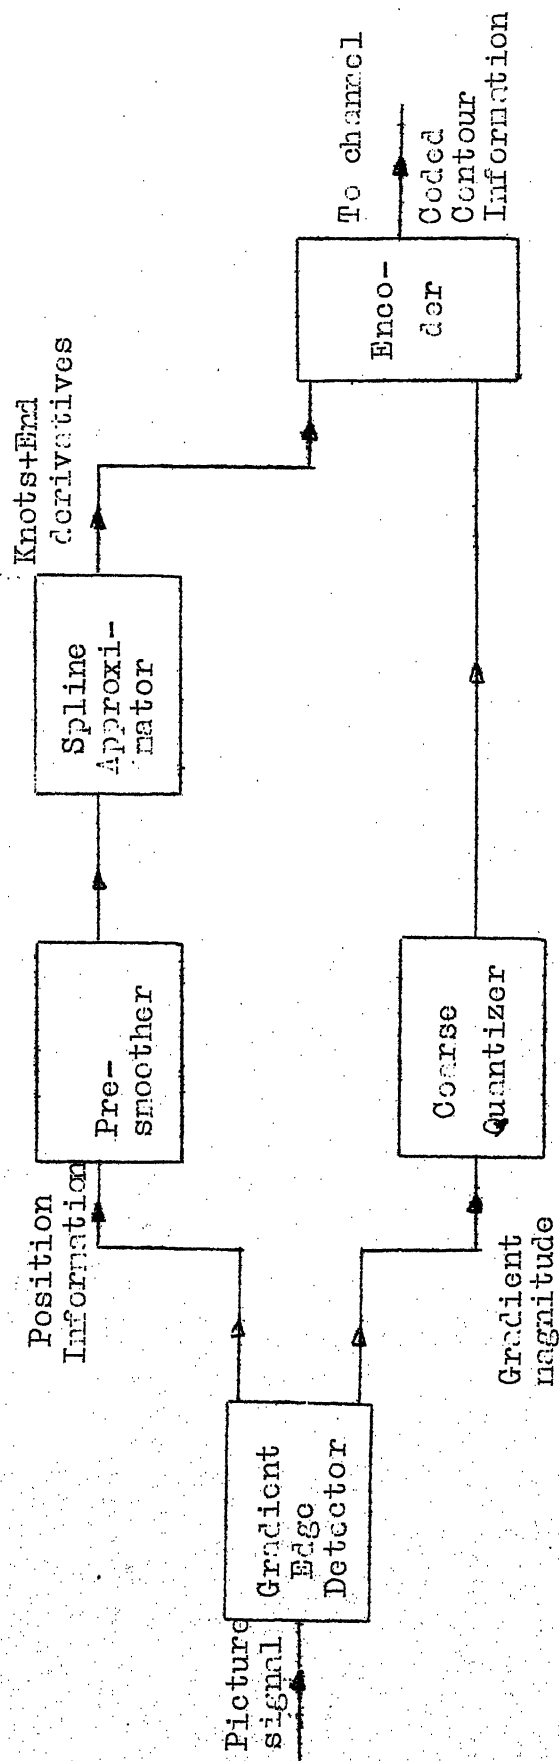 Picture
signal
Gradient
Edge
Detector
Position
Information
Pre-
smoother
Spline
Approxi-
mator
Knots+End
derivatives
Gradient
magnitude
Coarse
Quantizer
Enco-
der
To channel
Coded
Contour
Information